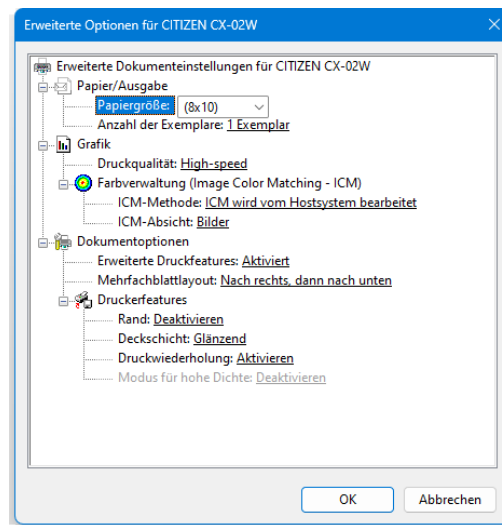 Erweiterte Optionen für CITIZEN CX-02W
Erweiterte Dokumenteinstellungen für CITIZEN CX-02W
Papier/Ausgabe
Papiergröße: (8x10)
Anzahl der Exemplare: 1 Exemplar
Grafik
Druckqualität: High-speed
Farbverwaltung (Image Color Matching - ICM)
ICM-Methode: ICM wird vom Hostsystem bearbeitet
ICM-Absicht: Bilder
Dokumentoptionen
Erweiterte Druckfeatures: Aktiviert
Mehrfachblattlayout: Nach rechts, dann nach unten
Druckerfeatures
Rand: Deaktivieren
Deckschicht: Glänzend
Druckwiederholung: Aktivieren
Modus für hohe Dichte: Deaktivieren
OK Abbrechen